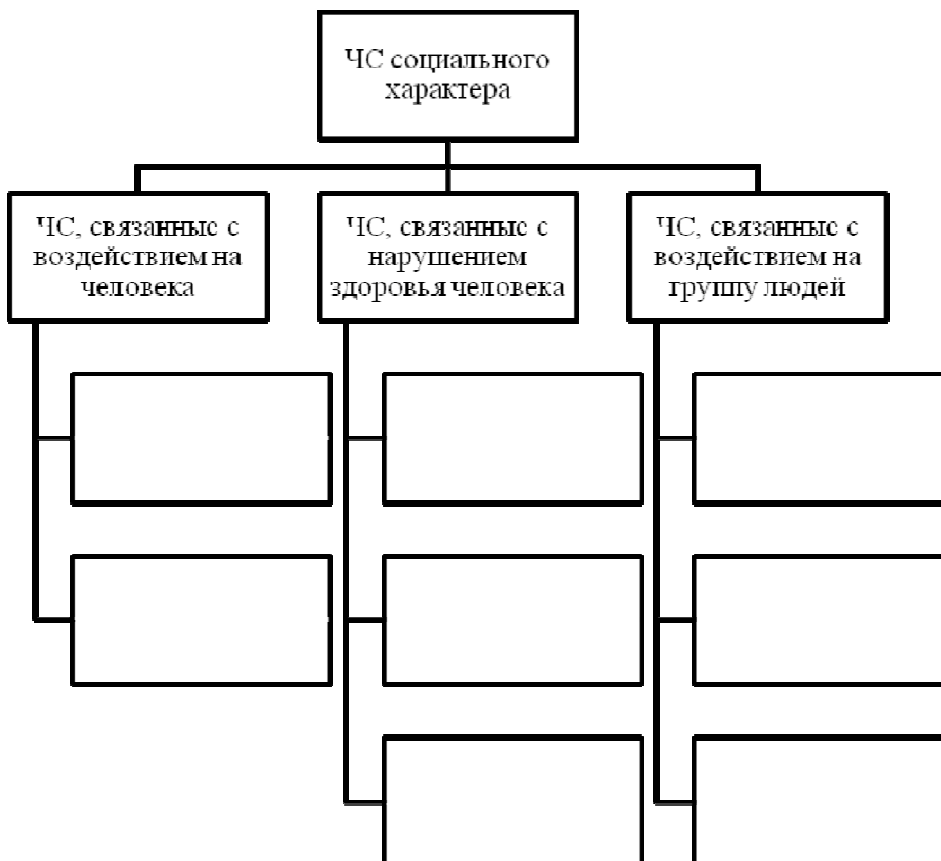 ЧС социального
характера
ЧС, связанные с
воздействием на
человека
ЧС, связанные с
нарушением
здоровья человека
ЧС, связанные с
воздействием на
группу людей